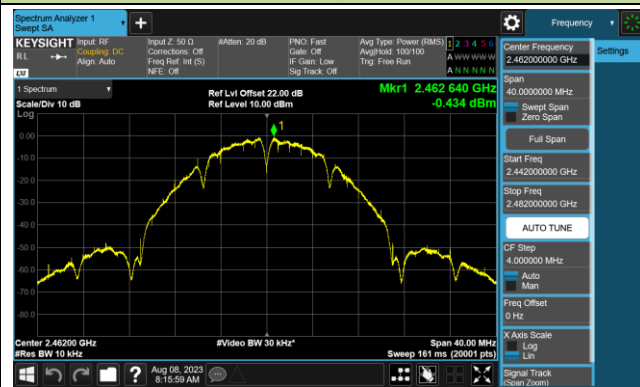 Spectrum Analyzer 1
Swept SA
+
Frequency
KEYSIGHT
RL
LXI
Input: RF
Coupling: DC
Align: Auto
Input Z: 50 Ω
Corrections: Off
Freq Ref: Int (S)
NFE: Off
#Atten: 20 dB
PNO: Fast
Gate: Off
IF Gain: Low
Sig Track: Off
Avg Type: Power (RMS)
Avg|Hold: 100/100
Trig: Free Run
1 2 3 4 5 6
A W W W W W
A N N N N N
1 Spectrum
Scale/Div 10 dB
Ref Lvl Offset 22.00 dB
Ref Level 10.00 dBm
Mkr1 2.462 640 GHz
-0.434 dBm
Log
1
0.00
-10.0
-20.0
-30.0
-40.0
-50.0
-60.0
-70.0
-80.0
Center 2.46200 GHz
#Res BW 10 kHz
#Video BW 30 kHz*
Span 40.00 MHz
Sweep 161 ms (20001 pts)
Center Frequency
2.462000000 GHz
Settings
Span
40.0000000 MHz
Swept Span
Zero Span
Full Span
Start Freq
2.442000000 GHz
Stop Freq
2.482000000 GHz
AUTO TUNE
CF Step
4.000000 MHz
Auto
Man
Freq Offset
0 Hz
X Axis Scale
Log
Lin
Signal Track
(Span Zoom)
?
Aug 08, 2023
8:15:59 AM